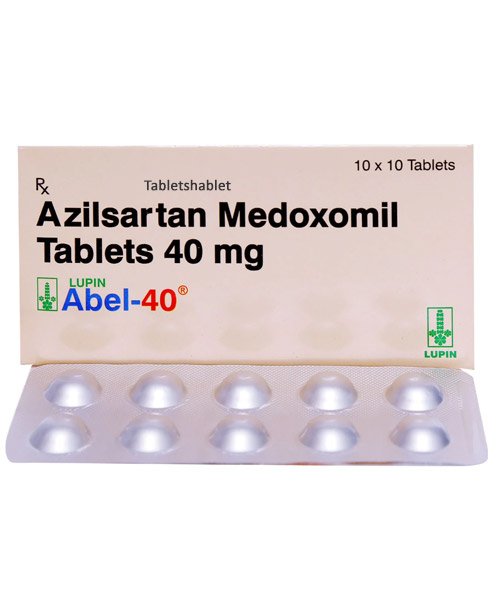 10 x 10 Tablets
Rx
Tabletshablet
Azilsartan Medoxomil
Tablets 40 mg
LUPIN
Abel-40®
LUPIN